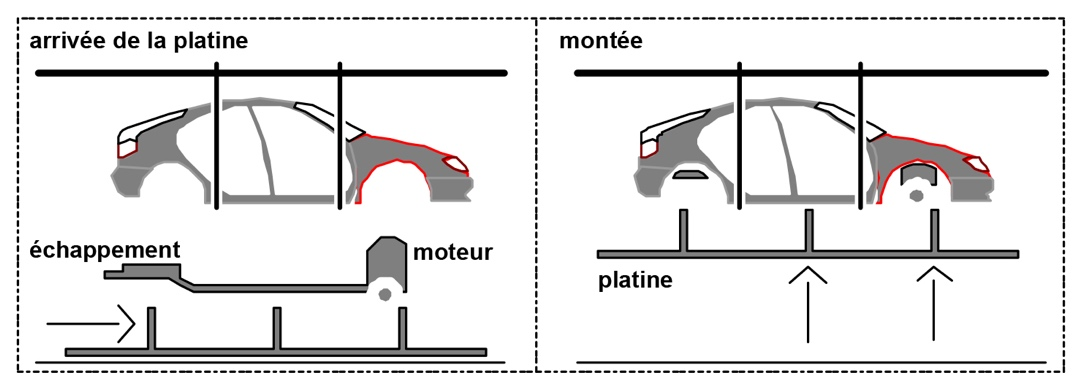 arrivée de la platine
montée
échappement
moteur
platine